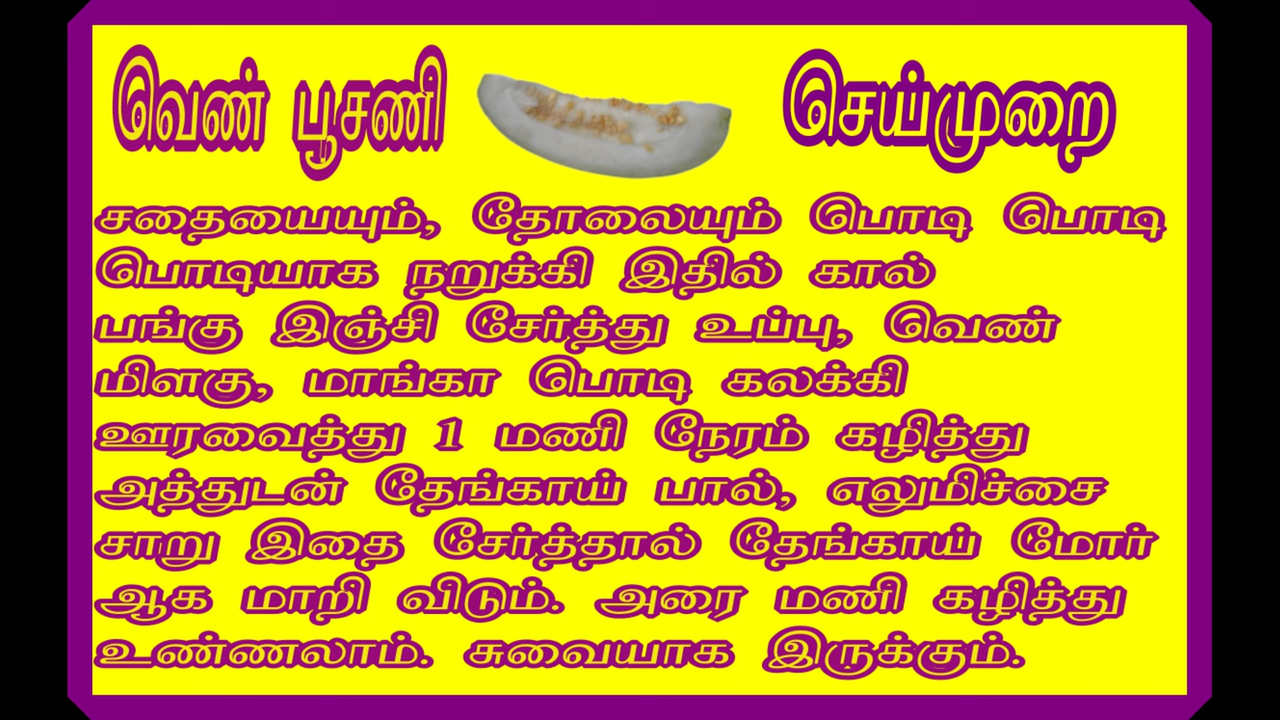 வெண் பூசணி செய்முறை
சதையையும், தோலையும் பொடி பொடி
பொடியாக நறுக்கி இதில் கால்
பங்கு இஞ்சி சேர்த்து உப்பு, வெண்
மிளகு, மாங்கா பொடி கலக்கி
ஊரவைத்து 1 மணி நேரம் கழித்து
அத்துடன் தேங்காய் பால், எலுமிச்சை
சாறு இதை சேர்த்தால் தேங்காய் மோர்
ஆக மாறி விடும். அரை மணி கழித்து
உண்ணலாம். சுவையாக இருக்கும்.